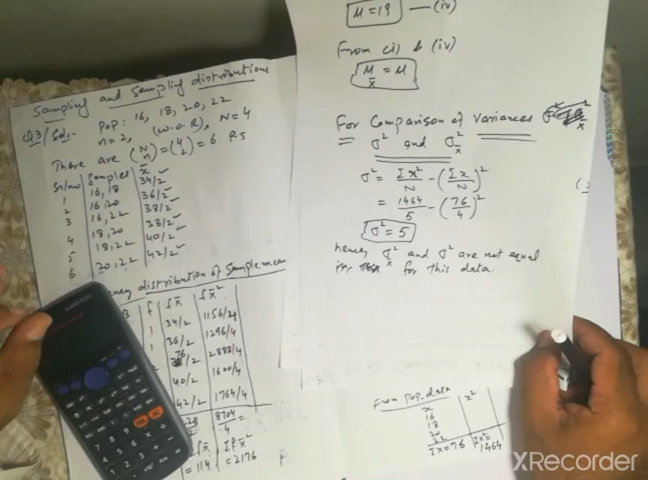 Sampling and Sampling distributions
Q3/Sol:- Pop: 16, 18, 20, 22
n=2, (W.O.R), N=4
There are (N n) = (4 2) = 6 RS
Sr/no Samples x̄
1 16, 18 34/2
2 16, 20 36/2
3 16, 22 38/2
4 18, 20 38/2
5 18, 22 40/2
6 20, 22 42/2
distribution of Sample mean
f fx̄ fx̄²
1 34/2 1156/4
1 36/2 1296/4
76/2 2888/4
40/2 1600/4
42/2 1764/4
8704/4 =
fx̄ Σfx̄²
= 114 = 2176
μ = 19 — (iv)
From (i) & (iv)
μx̄ = μ
For Comparison of Variances
σ² and σx̄²
σ² = Σx²/N - (Σx/N)²
= 1464/5 - (76/4)²
σ² = 5
hence, σx̄² and σ² are not equal
for this data.
From pop. data
x x²
16
18
20
22
Σx=76 Σx²= 1464
XRecorder